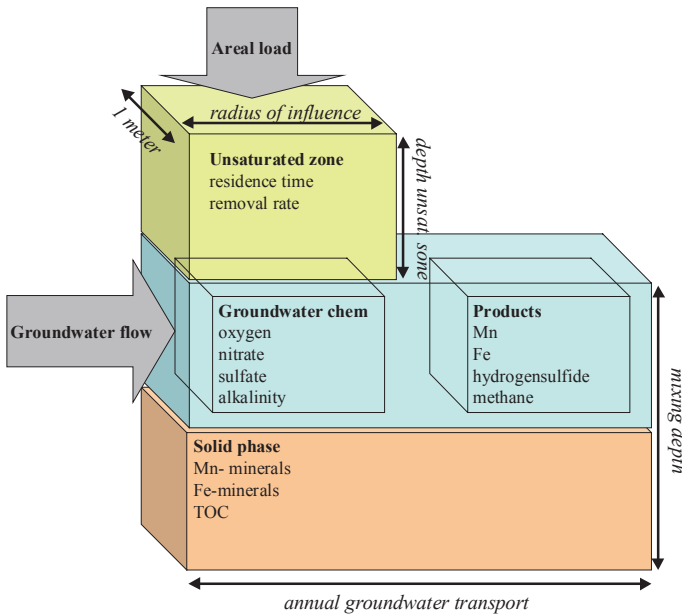 Areal load
radius of influence
1 meter
Unsaturated zone
residence time
removal rate
depth unsat. sone
Groundwater flow
Groundwater chem
oxygen
nitrate
sulfate
alkalinity
Products
Mn
Fe
hydrogensulfide
methane
mixing depth
Solid phase
Mn- minerals
Fe-minerals
TOC
annual groundwater transport